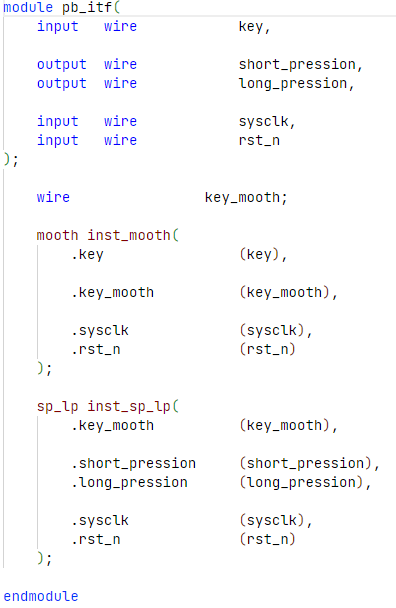 module pb_itf(
    input   wire            key,
    output  wire            short_pression,
    output  wire            long_pression,
    input   wire            sysclk,
    input   wire            rst_n
);
    wire                key_mooth;
    mooth inst_mooth(
        .key                (key),
        .key_mooth          (key_mooth),
        .sysclk             (sysclk),
        .rst_n              (rst_n)
    );
    sp_lp inst_sp_lp(
        .key_mooth          (key_mooth),
        .short_pression     (short_pression),
        .long_pression      (long_pression),
        .sysclk             (sysclk),
        .rst_n              (rst_n)
    );
endmodule